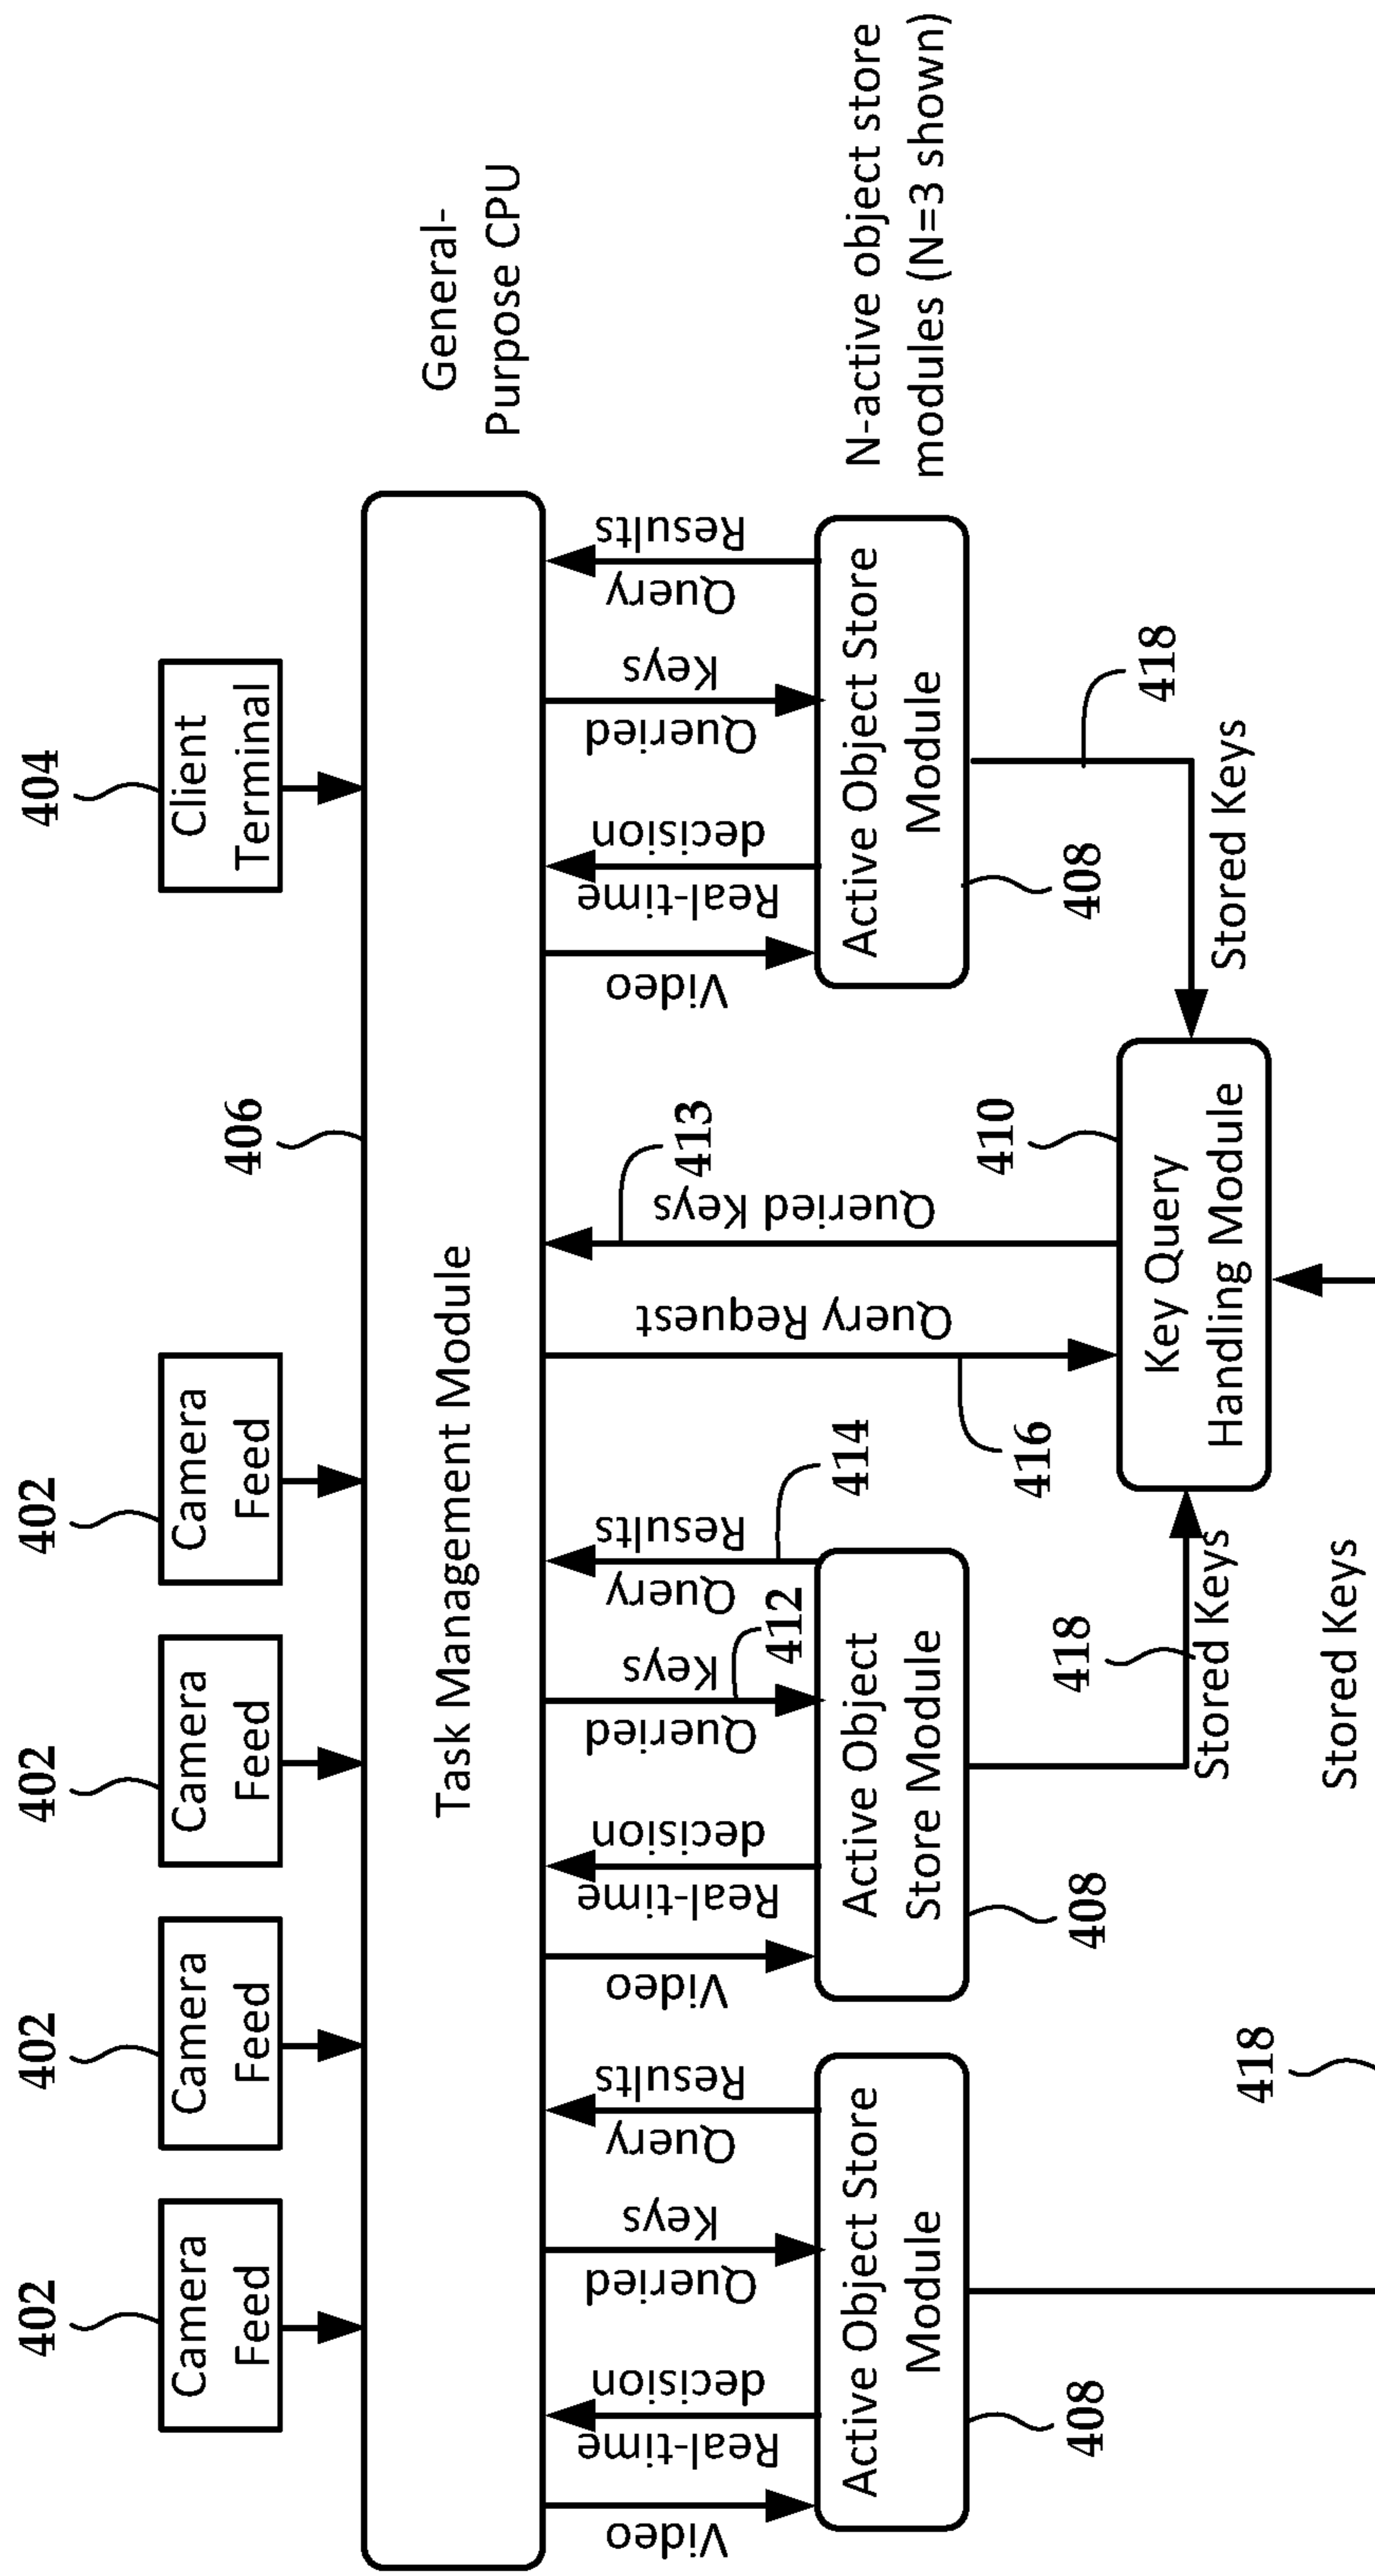 402
402
402
402
404
Camera
Feed
Camera
Feed
Camera
Feed
Camera
Feed
Client
Terminal
406
Task Management Module
General-
Purpose CPU
Video
Real-time
decision
Queried
Keys
Query
Results
Video
Real-time
decision
Queried
Keys
412
Query
Results
414
Query Request
416
Queried Keys
413
Video
Real-time
decision
Queried
Keys
Query
Results
Active Object Store
Module
408
Active Object
Store Module
408
Active Object Store
Module
408
N-active object store
modules (N=3 shown)
410
Key Query
Handling Module
418
Stored Keys
418
Stored Keys
418
Stored Keys